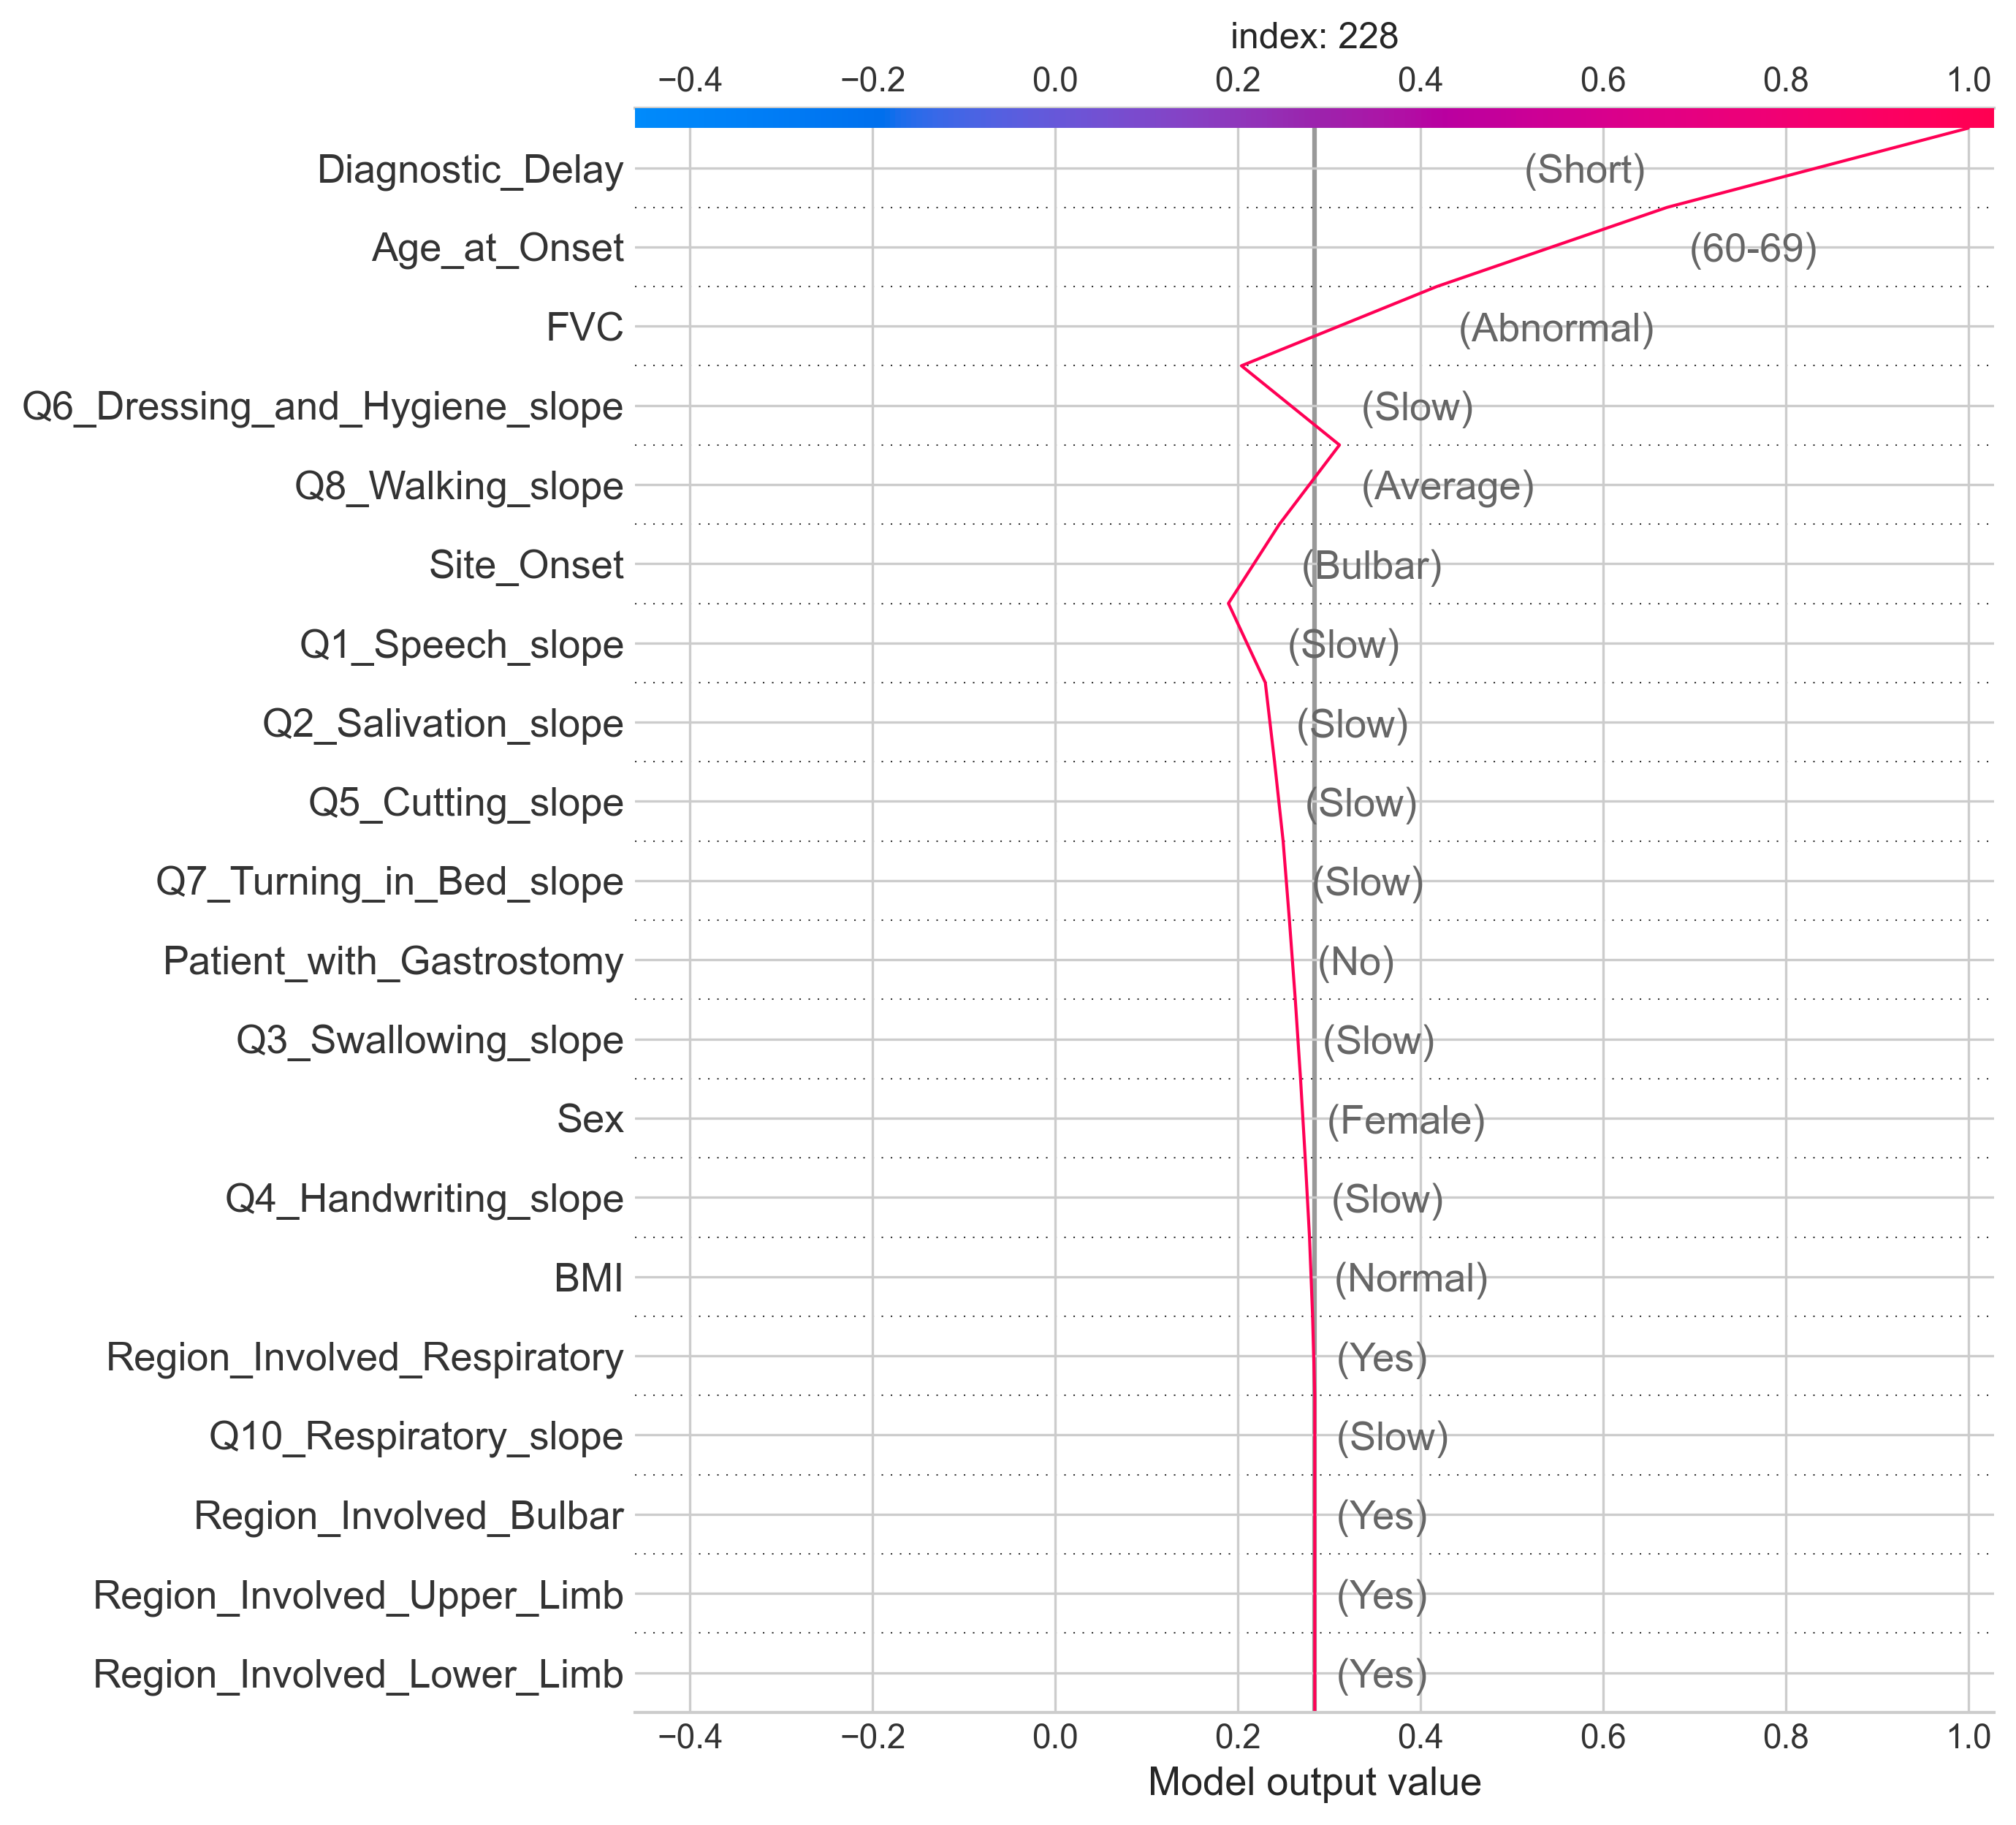 index: 228
−0.4 −0.2 0.0 0.2 0.4 0.6 0.8 1.0
Diagnostic_Delay (Short)
Age_at_Onset (60-69)
FVC (Abnormal)
Q6_Dressing_and_Hygiene_slope (Slow)
Q8_Walking_slope (Average)
Site_Onset (Bulbar)
Q1_Speech_slope (Slow)
Q2_Salivation_slope (Slow)
Q5_Cutting_slope (Slow)
Q7_Turning_in_Bed_slope (Slow)
Patient_with_Gastrostomy (No)
Q3_Swallowing_slope (Slow)
Sex (Female)
Q4_Handwriting_slope (Slow)
BMI (Normal)
Region_Involved_Respiratory (Yes)
Q10_Respiratory_slope (Slow)
Region_Involved_Bulbar (Yes)
Region_Involved_Upper_Limb (Yes)
Region_Involved_Lower_Limb (Yes)
−0.4 −0.2 0.0 0.2 0.4 0.6 0.8 1.0
Model output value